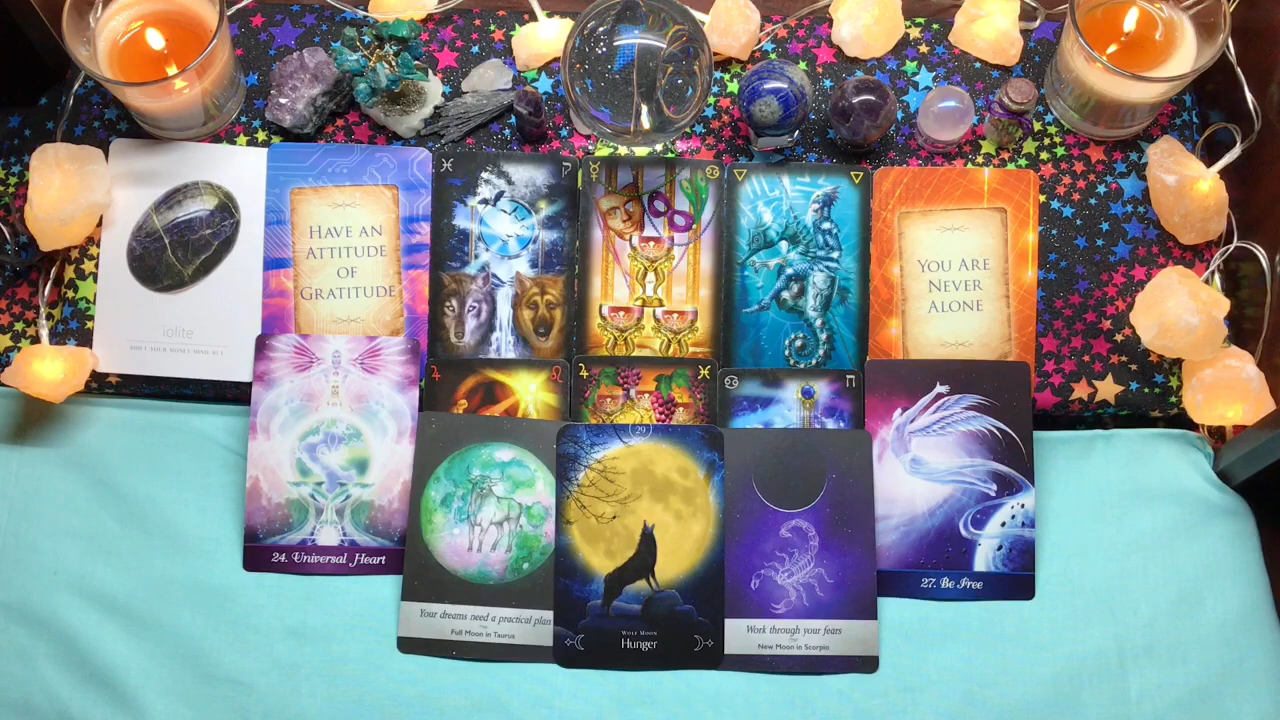 iolite
HAVE AN
ATTITUDE
OF
GRATITUDE
YOU ARE
NEVER
ALONE
24. Universal Heart
Your dreams need a practical plan
Full Moon in Taurus
29
WOLF MOON
Hunger
Work through your fears
New Moon in Scorpio
27. Be Free